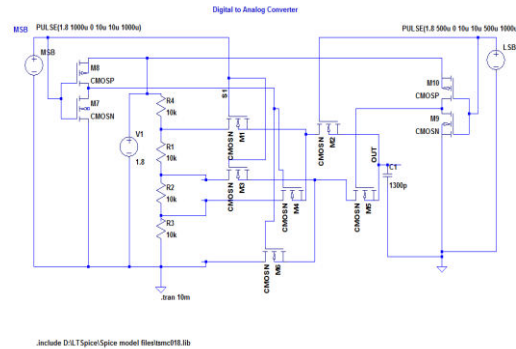 Digital to Analog Converter
MSB
PULSE(1.8 1000u 0 10u 10u 1000u)
PULSE(1.8 500u 0 10u 10u 500u 1000u)
MSB
LSB
M8
CMOSP
M7
CMOSN
M10
CMOSP
M9
CMOSN
R4
10k
S1
CMOSN
M1
CMOSN
M2
V1
1.8
R1
10k
OUT
C1
1300p
CMOSN
M3
R2
10k
CMOSN
M4
CMOSN
M5
R3
10k
CMOSN
M6
.tran 10m
.include D:\LTSpice\Spice model files\tsmc018.lib